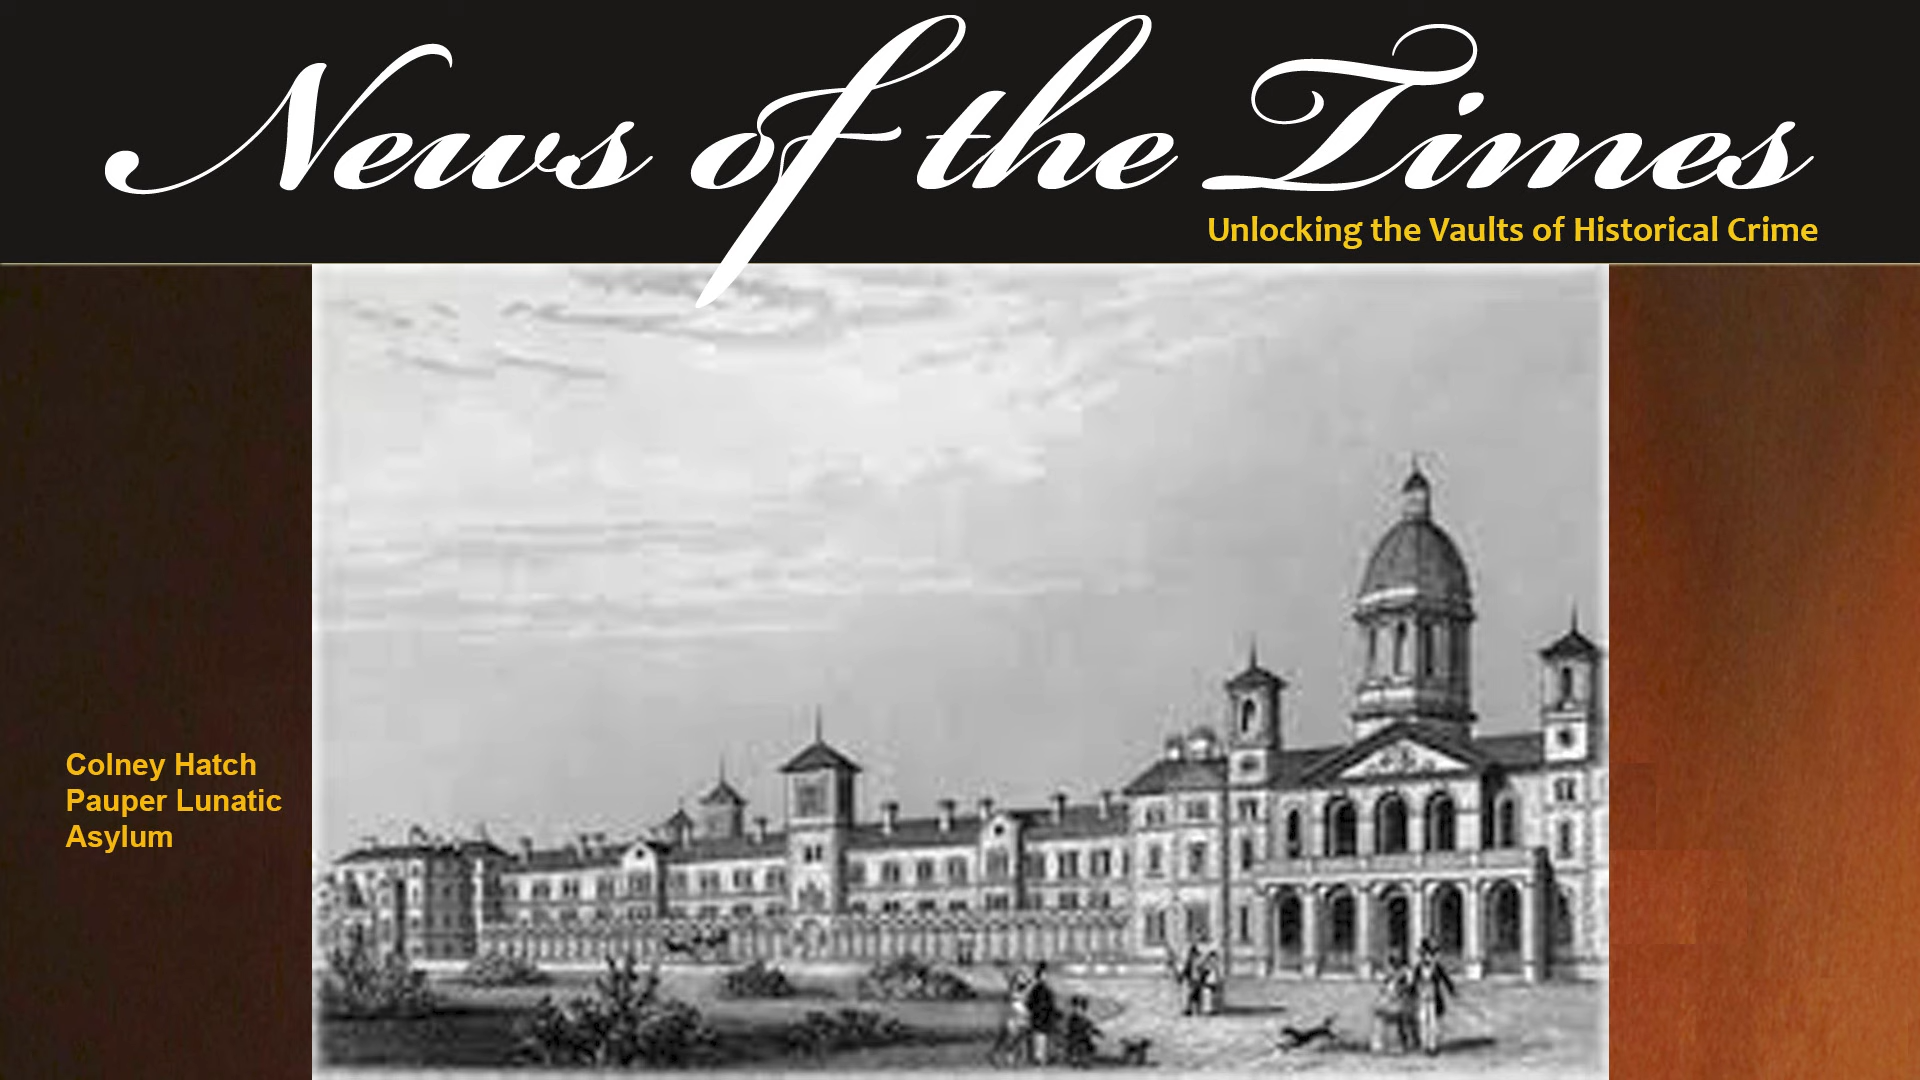 News of the Times
Unlocking the Vaults of Historical Crime
Colney Hatch
Pauper Lunatic
Asylum